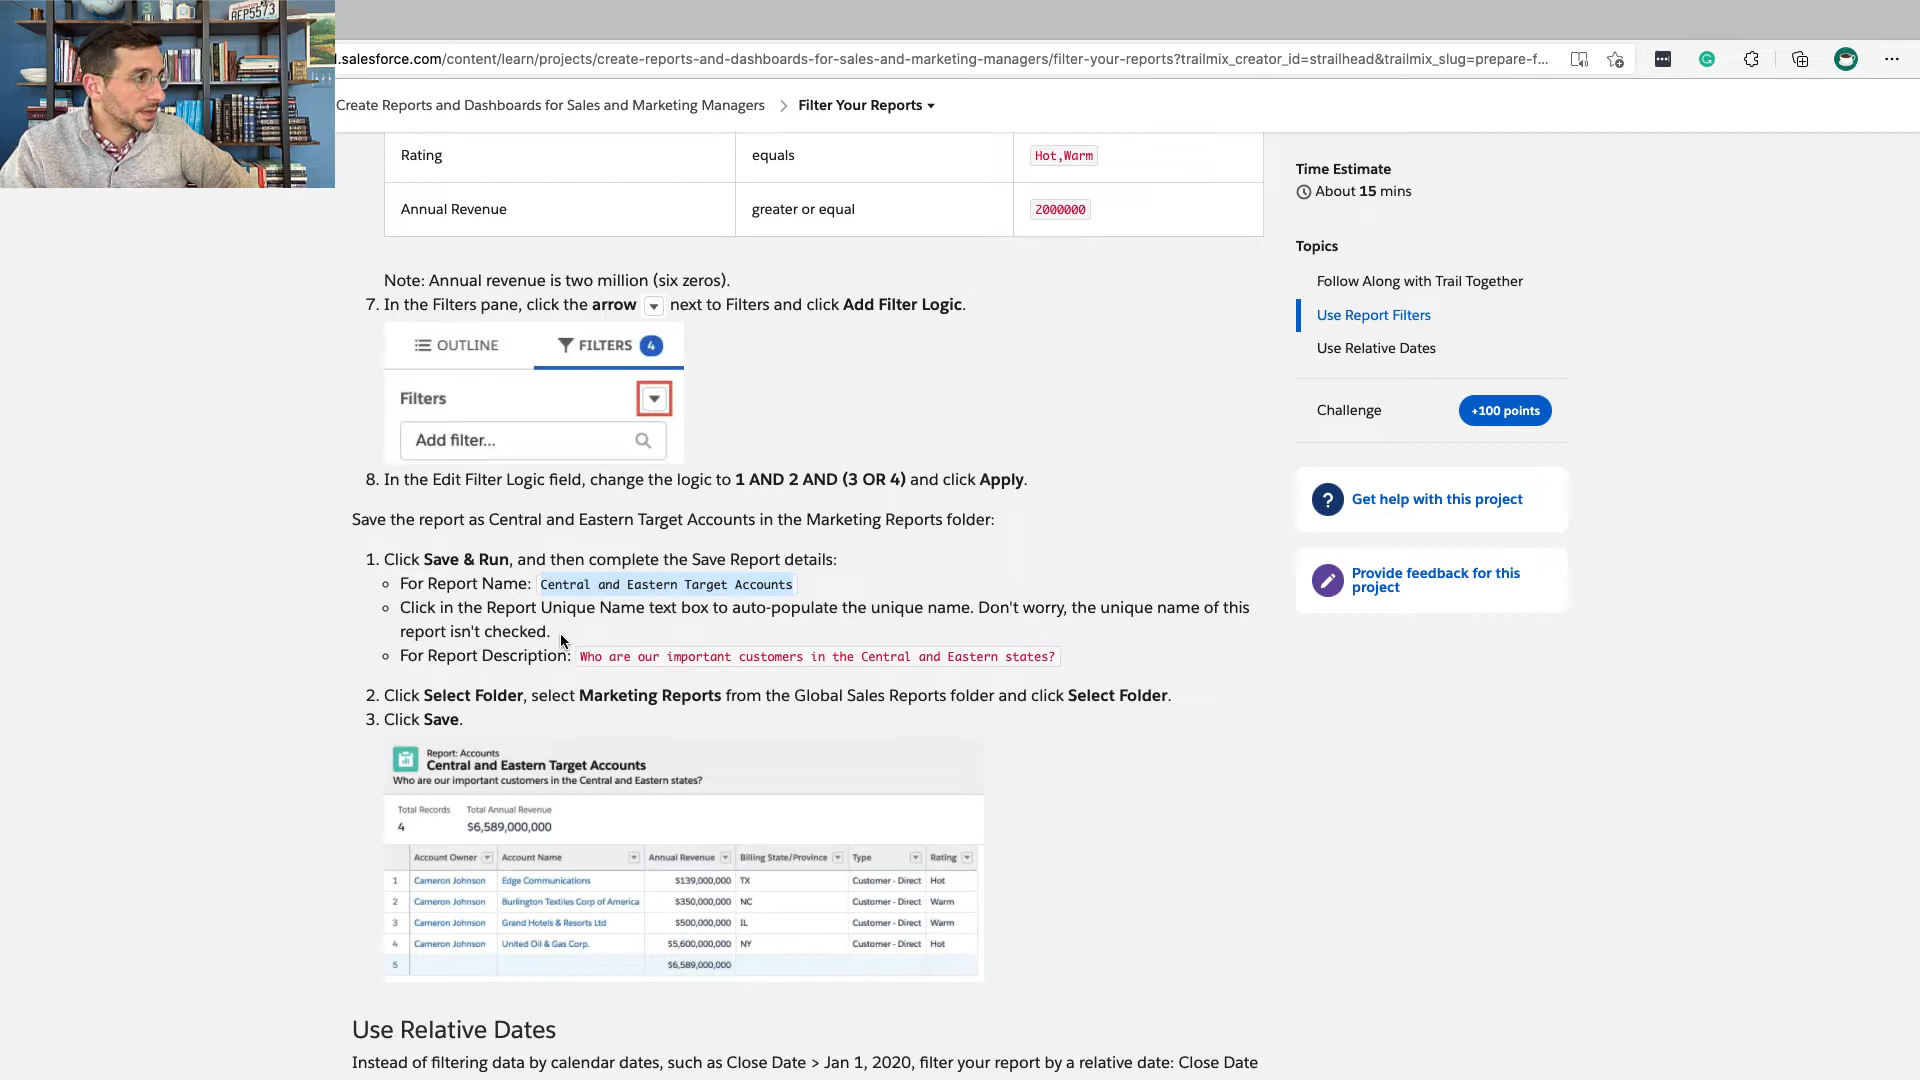 BFP5573
l.salesforce.com/content/learn/projects/create-reports-and-dashboards-for-sales-and-marketing-managers/filter-your-reports?trailmix_creator_id=strailhead&trailmix_slug=prepare-f...
Create Reports and Dashboards for Sales and Marketing Managers > Filter Your Reports
Rating equals Hot,Warm
Annual Revenue greater or equal 2000000
Time Estimate
About 15 mins
Topics
Follow Along with Trail Together
Use Report Filters
Use Relative Dates
Challenge +100 points
Get help with this project
Provide feedback for this
project
Note: Annual revenue is two million (six zeros).
7. In the Filters pane, click the arrow next to Filters and click Add Filter Logic.
OUTLINE FILTERS 4
Filters
Add filter...
8. In the Edit Filter Logic field, change the logic to 1 AND 2 AND (3 OR 4) and click Apply.
Save the report as Central and Eastern Target Accounts in the Marketing Reports folder:
1. Click Save & Run, and then complete the Save Report details:
For Report Name: Central and Eastern Target Accounts
Click in the Report Unique Name text box to auto-populate the unique name. Don't worry, the unique name of this
report isn't checked.
For Report Description: Who are our important customers in the Central and Eastern states?
2. Click Select Folder, select Marketing Reports from the Global Sales Reports folder and click Select Folder.
3. Click Save.
Report: Accounts
Central and Eastern Target Accounts
Who are our important customers in the Central and Eastern states?
Total Records Total Annual Revenue
4 $6,589,000,000
Account Owner Account Name Annual Revenue Billing State/Province Type Rating
1 Cameron Johnson Edge Communications $139,000,000 TX Customer - Direct Hot
2 Cameron Johnson Burlington Textiles Corp of America $350,000,000 NC Customer - Direct Warm
3 Cameron Johnson Grand Hotels & Resorts Ltd $500,000,000 IL Customer - Direct Warm
4 Cameron Johnson United Oil & Gas Corp. $5,600,000,000 NY Customer - Direct Hot
5 $6,589,000,000
Use Relative Dates
Instead of filtering data by calendar dates, such as Close Date > Jan 1, 2020, filter your report by a relative date: Close Date